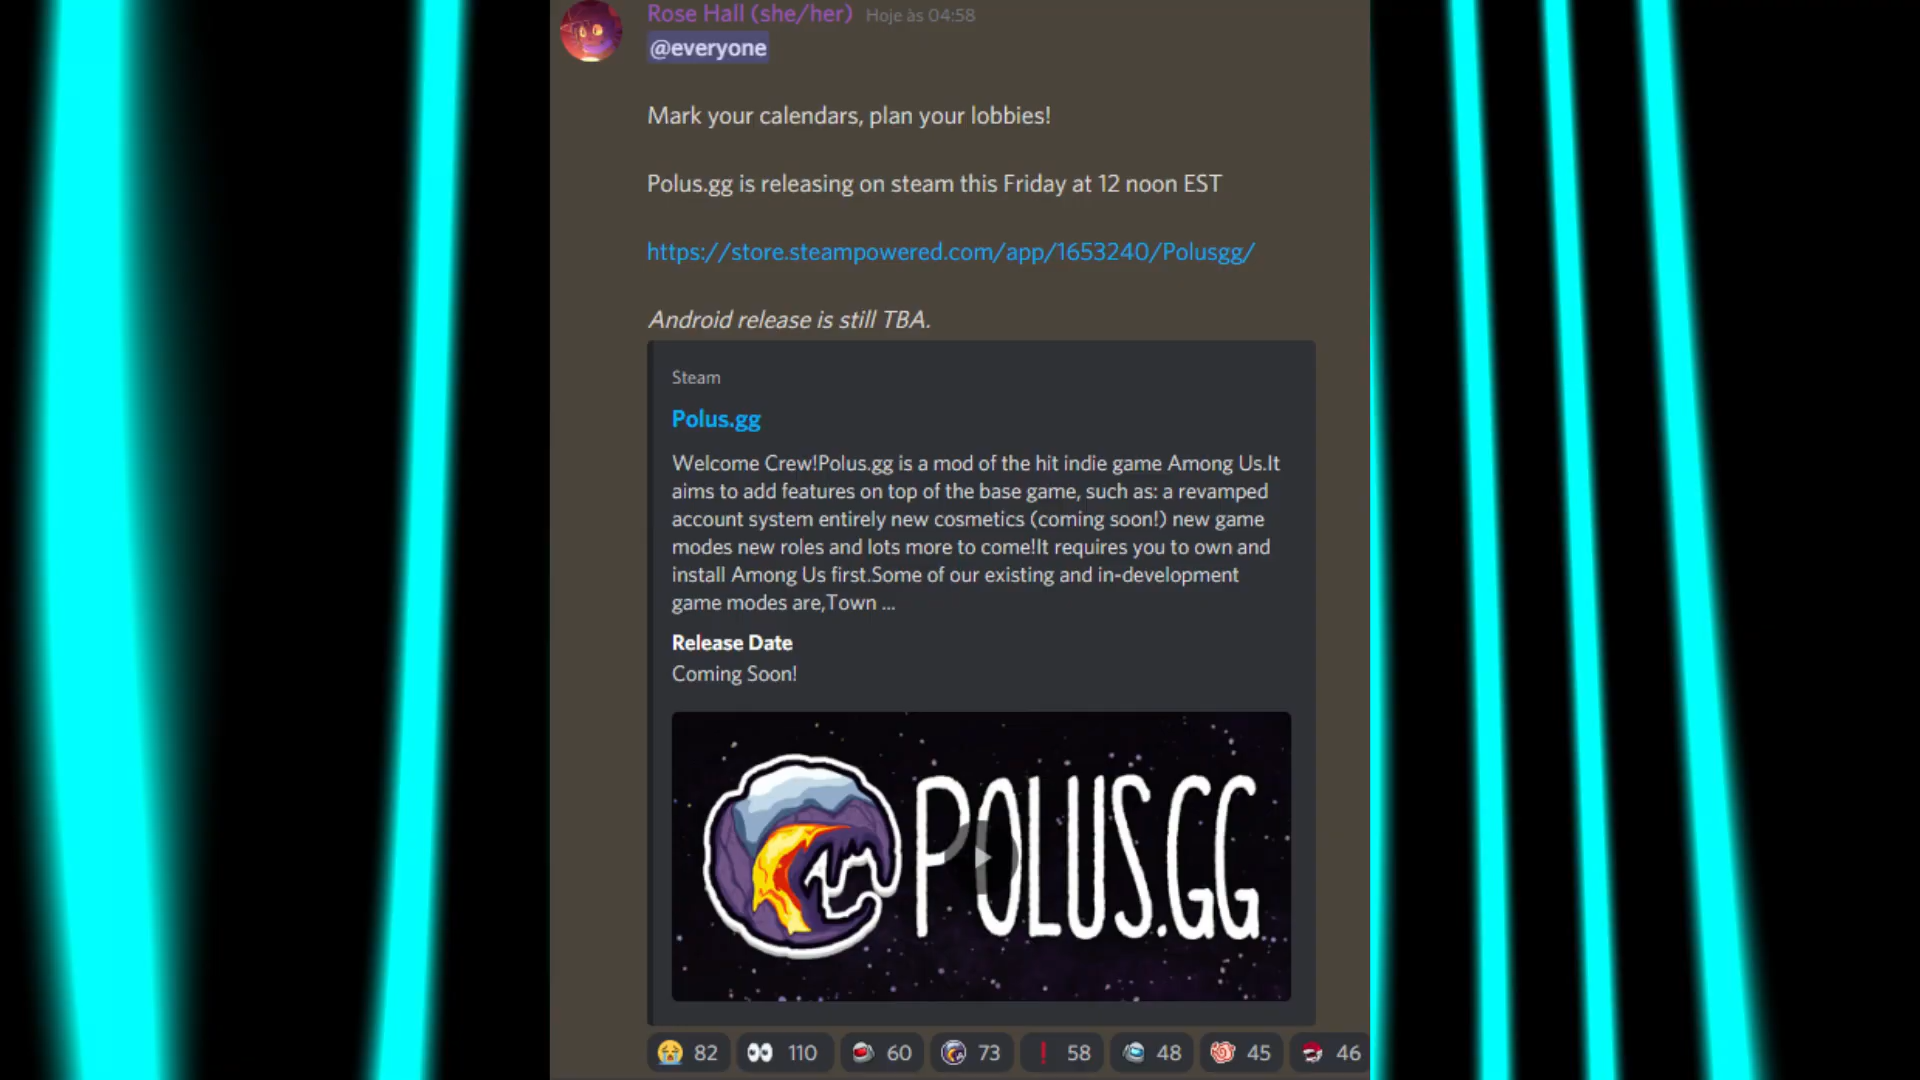 Rose Hall (she/her) Hoje às 04:58
@everyone
Mark your calendars, plan your lobbies!
Polus.gg is releasing on steam this Friday at 12 noon EST
https://store.steampowered.com/app/1653240/Polusgg/
Android release is still TBA.
Steam
Polus.gg
Welcome Crew!Polus.gg is a mod of the hit indie game Among Us.It
aims to add features on top of the base game, such as: a revamped
account system entirely new cosmetics (coming soon!) new game
modes new roles and lots more to come!It requires you to own and
install Among Us first.Some of our existing and in-development
game modes are,Town ...
Release Date
Coming Soon!
POLUS.GG
82 110 60 73 58 48 45 46